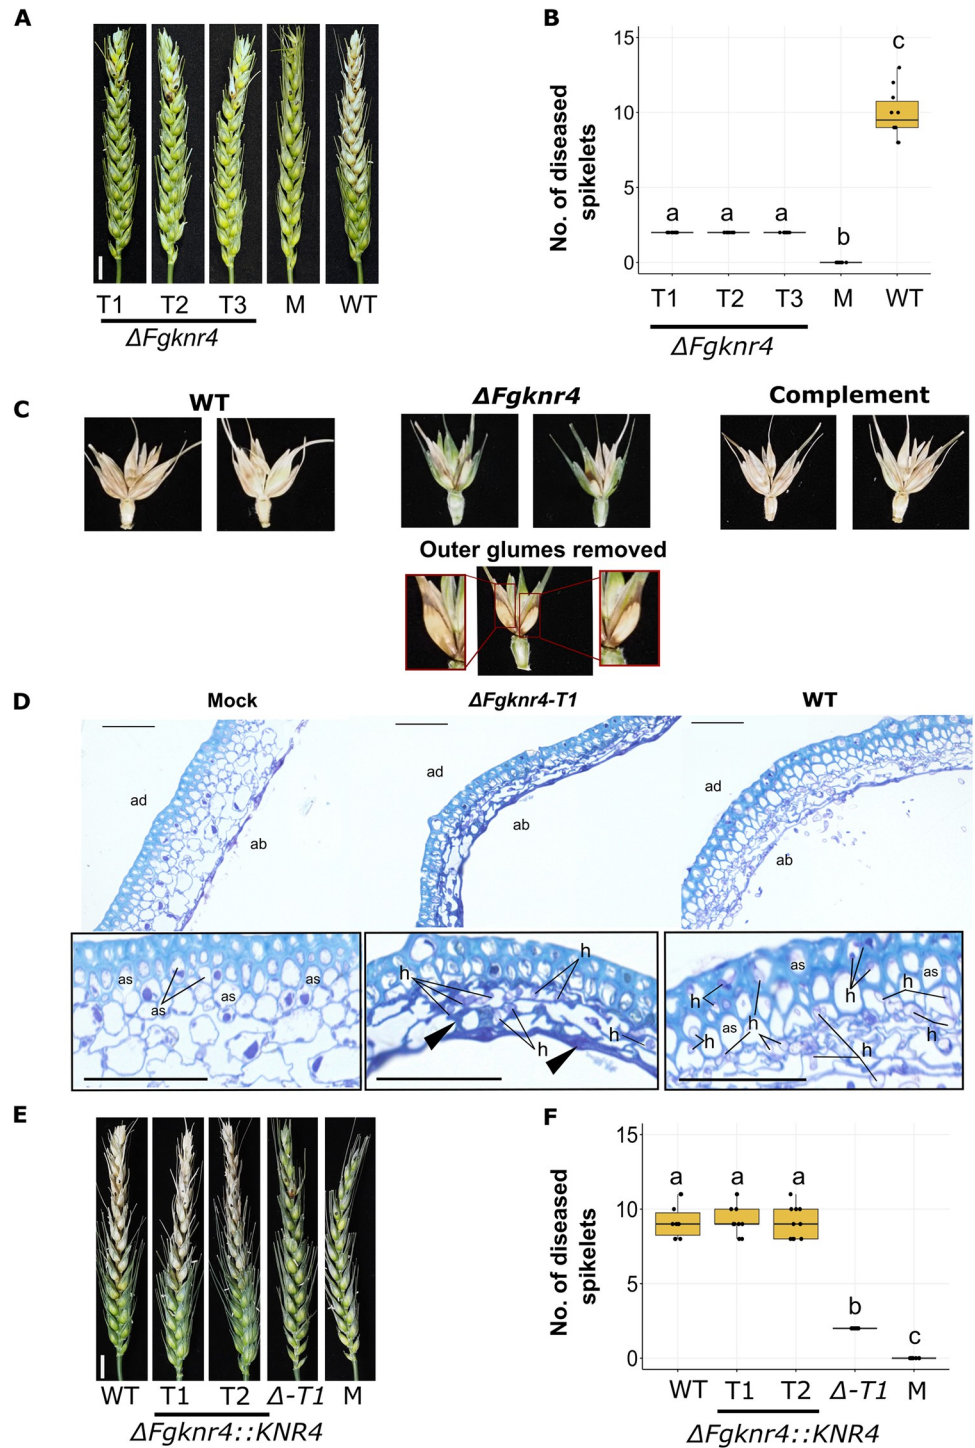 A
T1 T2 T3 M WT
ΔFgknr4
B
No. of diseased
spikelets
15
10
5
0
a a a b c
T1 T2 T3 M WT
ΔFgknr4
C
WT ΔFgknr4 Complement
Outer glumes removed
D
Mock ΔFgknr4-T1 WT
ad ab
ad ab
ad ab
as as as as
h h h h
as as as h h h h h h
E
WT T1 T2 Δ-T1 M
ΔFgknr4::KNR4
F
No. of diseased
spikelets
15
10
5
0
a a a b c
WT T1 T2 Δ-T1 M
ΔFgknr4::KNR4